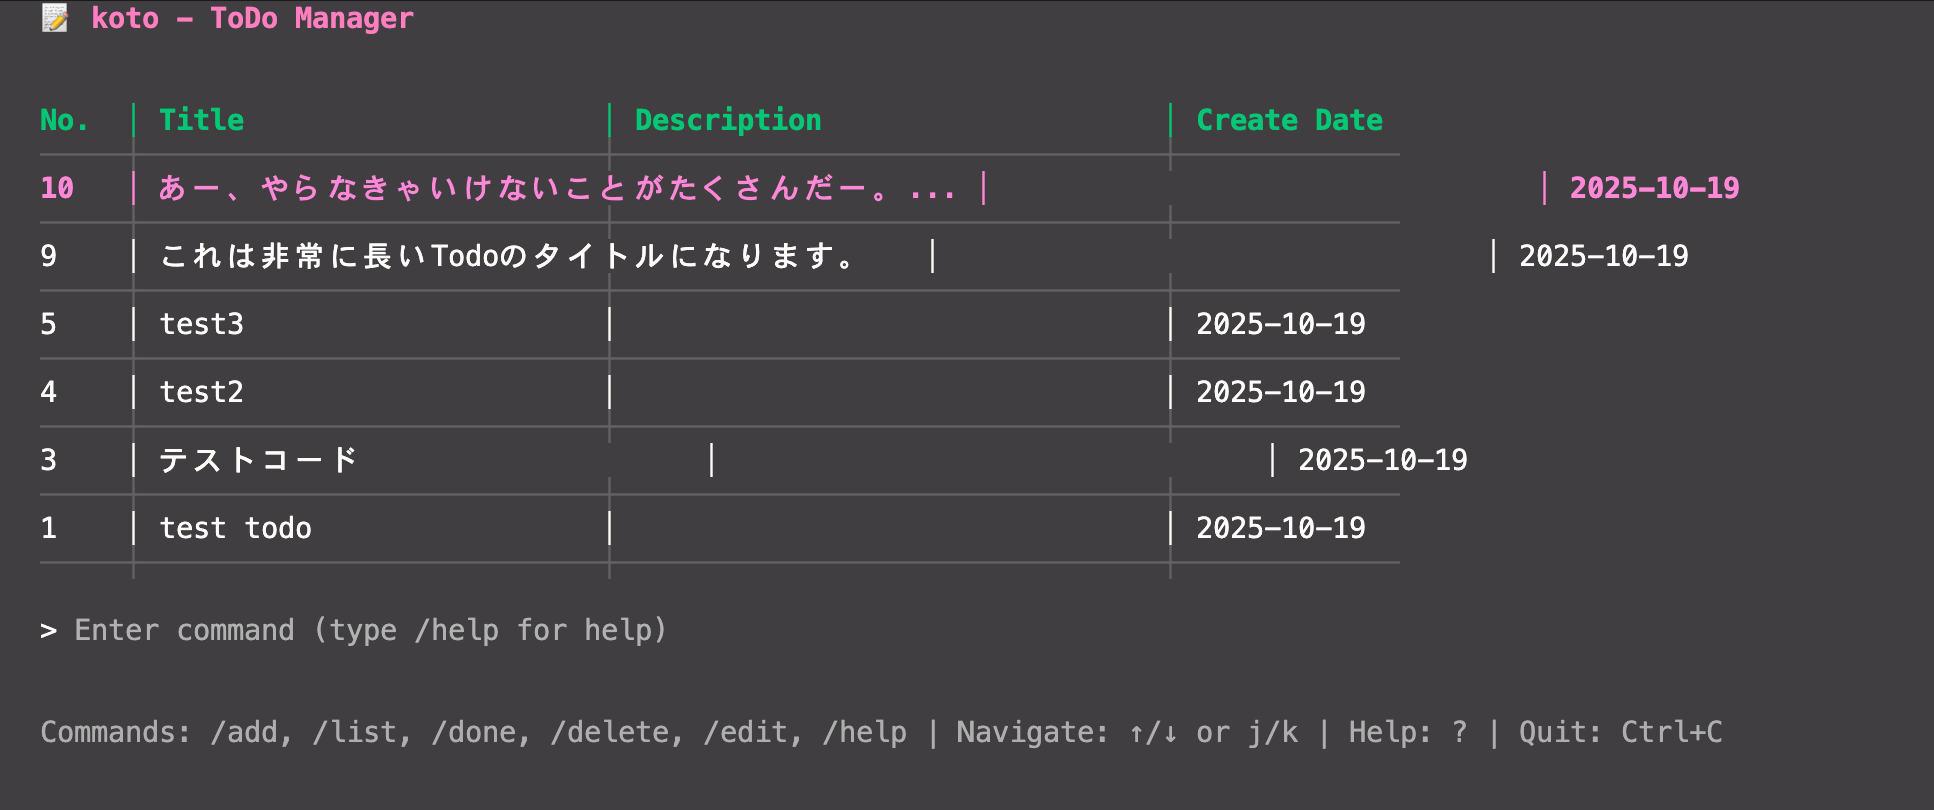 📝 koto - ToDo Manager
No. │ Title │ Description │ Create Date
10 │ あー、やらなきゃいけないことがたくさんだー。... │ │ 2025-10-19
9 │ これは非常に長いTodoのタイトルになります。 │ │ 2025-10-19
5 │ test3 │ │ 2025-10-19
4 │ test2 │ │ 2025-10-19
3 │ テストコード │ │ 2025-10-19
1 │ test todo │ │ 2025-10-19
> Enter command (type /help for help)
Commands: /add, /list, /done, /delete, /edit, /help | Navigate: ↑/↓ or j/k | Help: ? | Quit: Ctrl+C